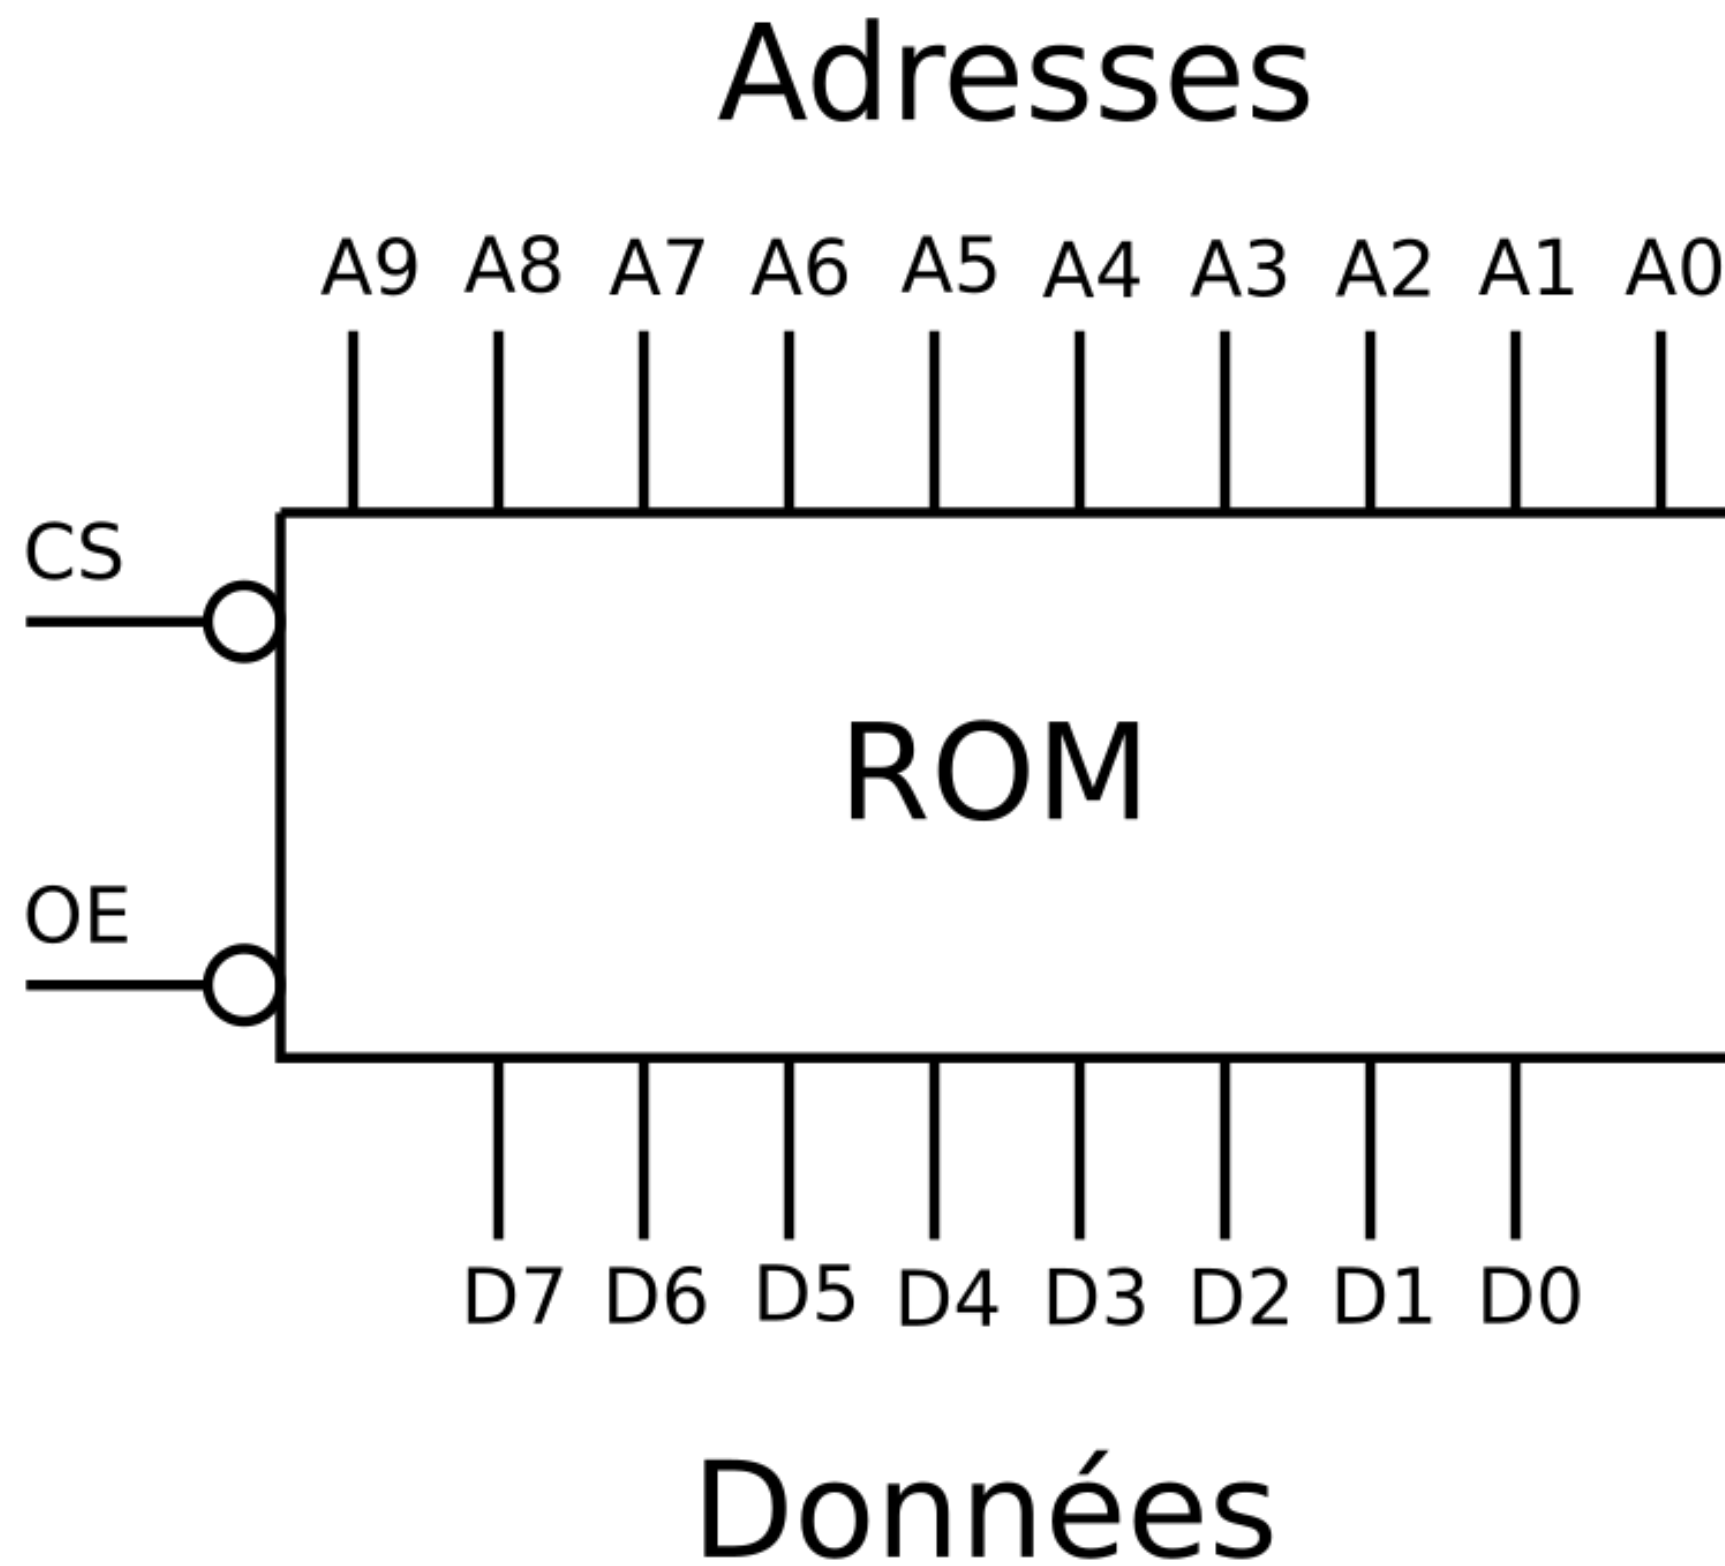 Adresses
A9 A8 A7 A6 A5 A4 A3 A2 A1 A0
CS
ROM
OE
D7 D6 D5 D4 D3 D2 D1 D0
Données